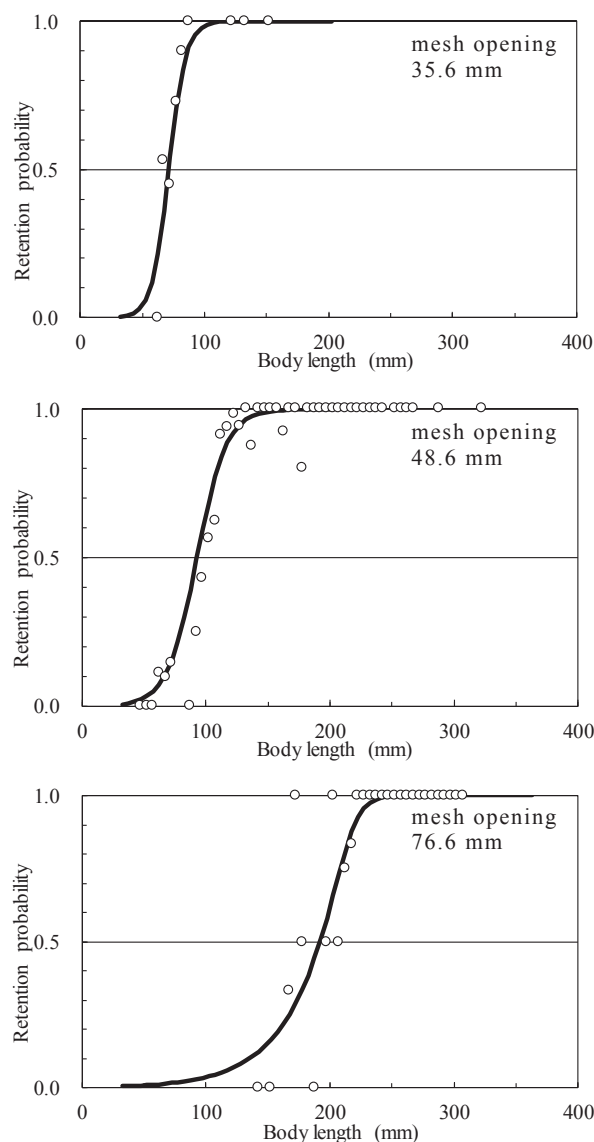 1.0
mesh opening
35.6 mm
Retention probability
0.5
0.0
0 100 200 300 400
Body length (mm)
1.0
mesh opening
48.6 mm
Retention probability
0.5
0.0
0 100 200 300 400
Body length (mm)
1.0
mesh opening
76.6 mm
Retention probability
0.5
0.0
0 100 200 300 400
Body length (mm)